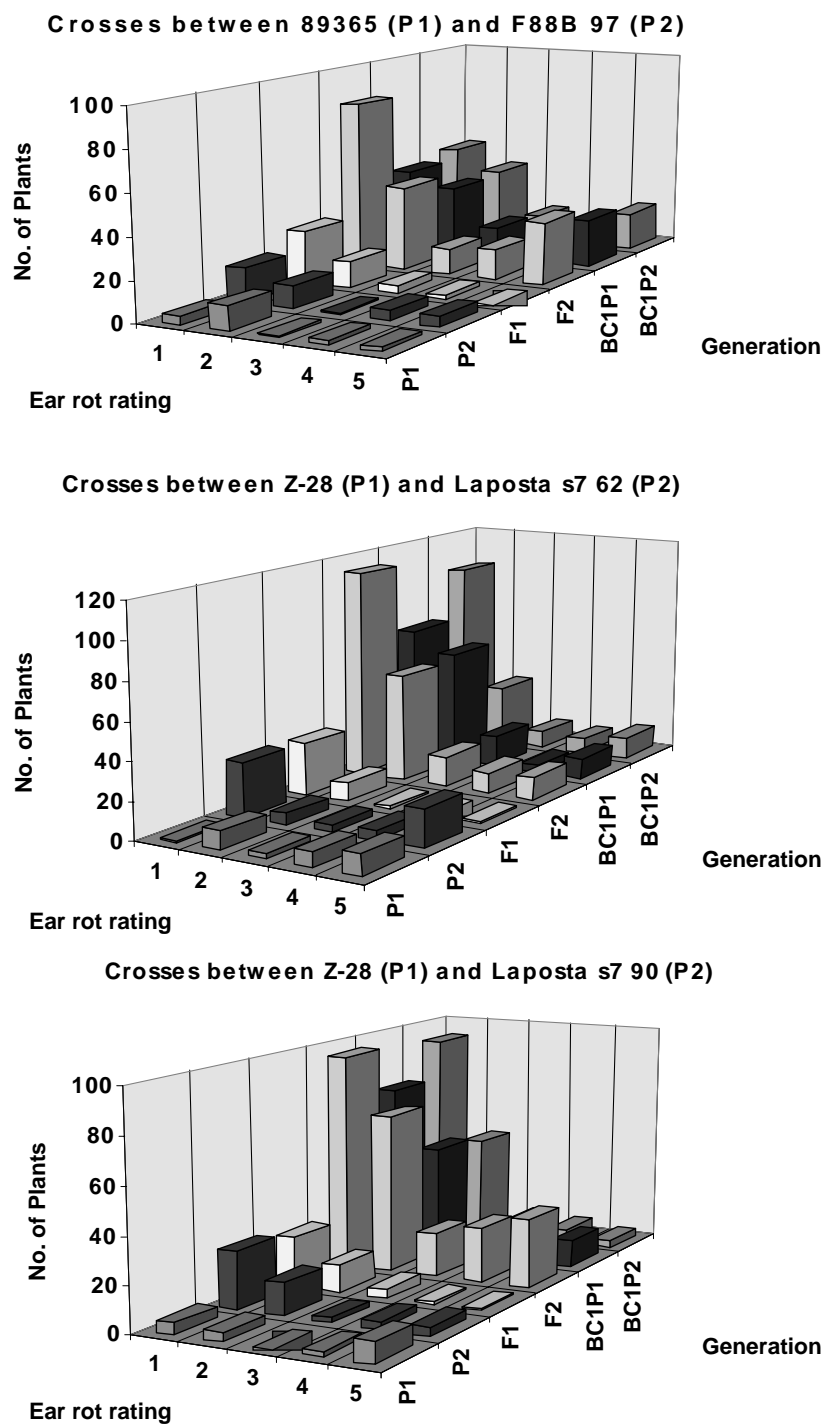 Crosses between 89365 (P1) and F88B 97 (P2)
No. of Plants
100
80
60
40
20
0
1 2 3 4 5
Ear rot rating
P1 P2 F1 F2 BC1P1 BC1P2
Generation
Crosses between Z-28 (P1) and Laposta s7 62 (P2)
No. of Plants
120
100
80
60
40
20
0
1 2 3 4 5
Ear rot rating
P1 P2 F1 F2 BC1P1 BC1P2
Generation
Crosses between Z-28 (P1) and Laposta s7 90 (P2)
No. of Plants
100
80
60
40
20
0
1 2 3 4 5
Ear rot rating
P1 P2 F1 F2 BC1P1 BC1P2
Generation